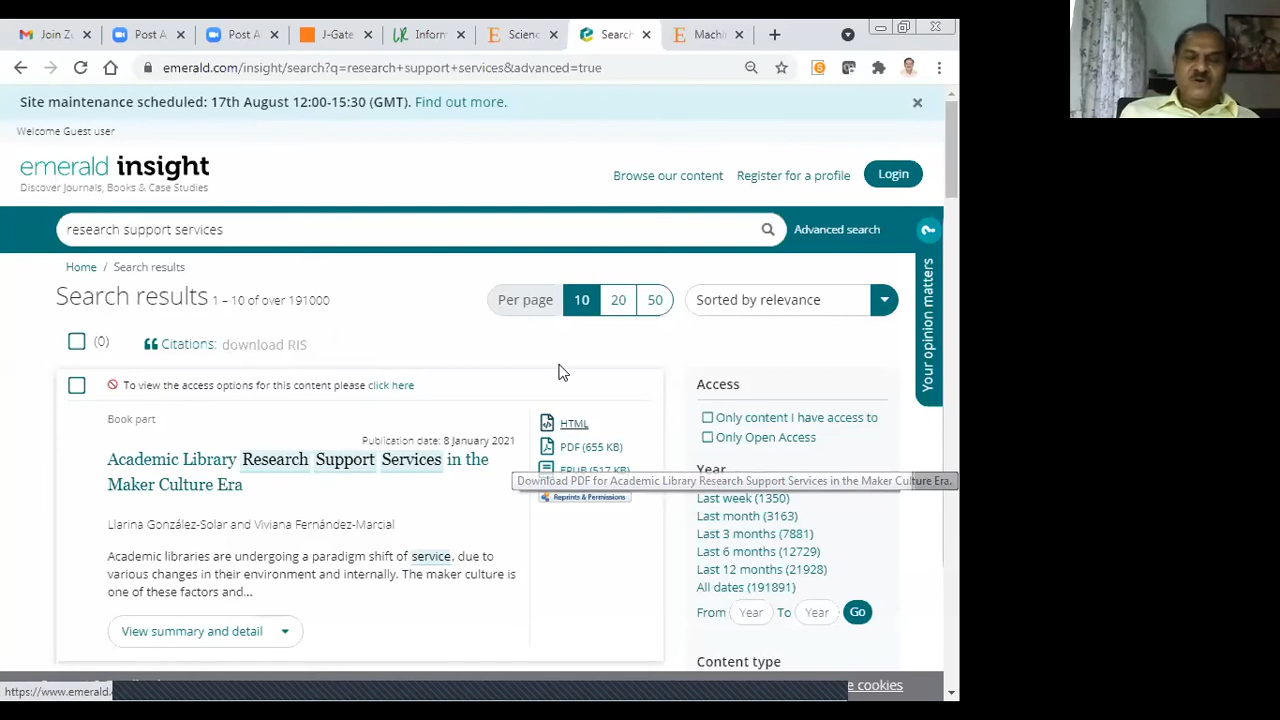 Join Zo
Post A
Post A
J-Gate
Inform
Scienc
Search
Machi
emerald.com/insight/search?q=research+support+services&advanced=true
Site maintenance scheduled: 17th August 12:00-15:30 (GMT). Find out more.
Welcome Guest user
emerald insight
Discover Journals, Books & Case Studies
Browse our content
Register for a profile
Login
research support services
Advanced search
Your opinion matters
Home / Search results
Search results 1 – 10 of over 191000
Per page 10 20 50
Sorted by relevance
(0)
Citations: download RIS
To view the access options for this content please click here
Book part
Publication date: 8 January 2021
Academic Library Research Support Services in the
Maker Culture Era
Llarina González-Solar and Viviana Fernández-Marcial
Academic libraries are undergoing a paradigm shift of service, due to
various changes in their environment and internally. The maker culture is
one of these factors and...
View summary and detail
HTML
PDF (655 KB)
EPUB (517 KB)
Download PDF for Academic Library Research Support Services in the Maker Culture Era.
Reprints & Permissions
Access
Only content I have access to
Only Open Access
Year
Last week (1350)
Last month (3163)
Last 3 months (7881)
Last 6 months (12729)
Last 12 months (21928)
All dates (191891)
From Year To Year Go
Content type
cookies
https://www.emerald.